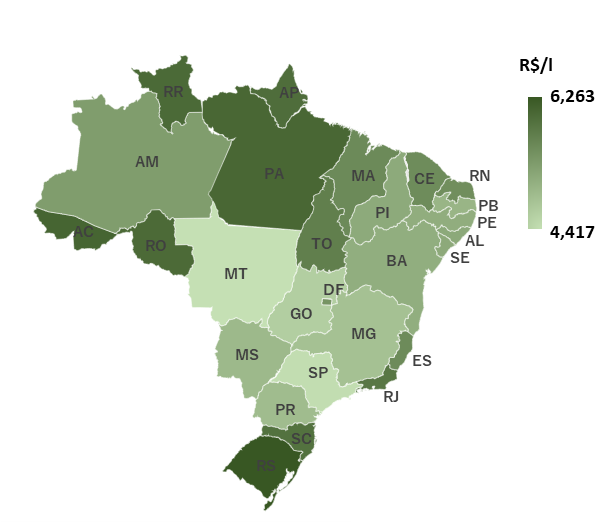 R$/l
6,263
4,417
RR
AP
AM
PA
MA
CE
RN
PB
PI
PE
AL
SE
AC
RO
TO
BA
MT
DF
GO
MG
MS
SP
ES
RJ
PR
SC
RS